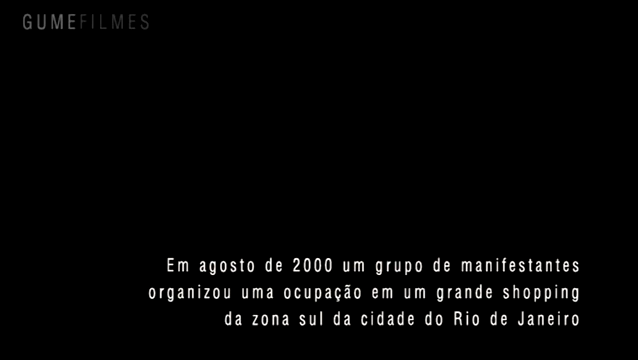 GUMEFILMES
Em agosto de 2000 um grupo de manifestantes
organizou uma ocupação em um grande shopping
da zona sul da cidade do Rio de Janeiro